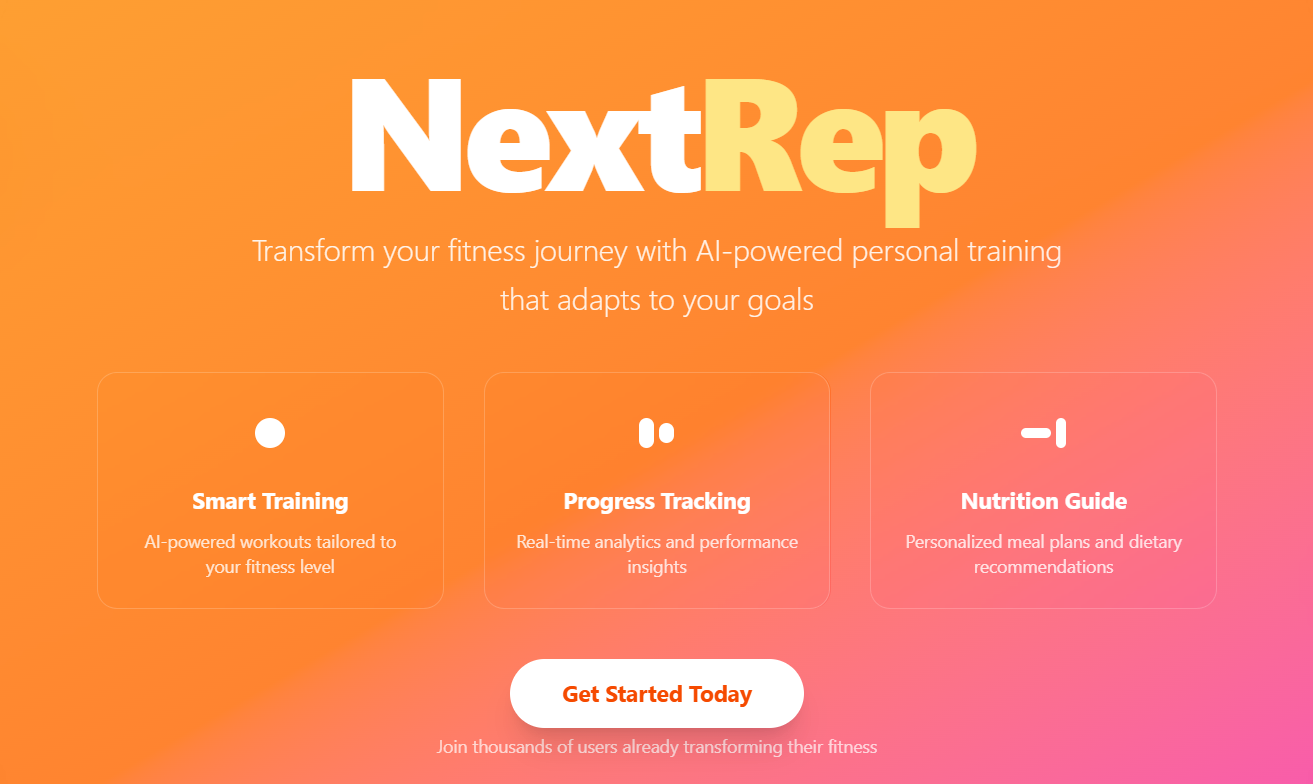 NextRep
Transform your fitness journey with AI-powered personal training
that adapts to your goals
Smart Training
AI-powered workouts tailored to
your fitness level
Progress Tracking
Real-time analytics and performance
insights
Nutrition Guide
Personalized meal plans and dietary
recommendations
Get Started Today
Join thousands of users already transforming their fitness